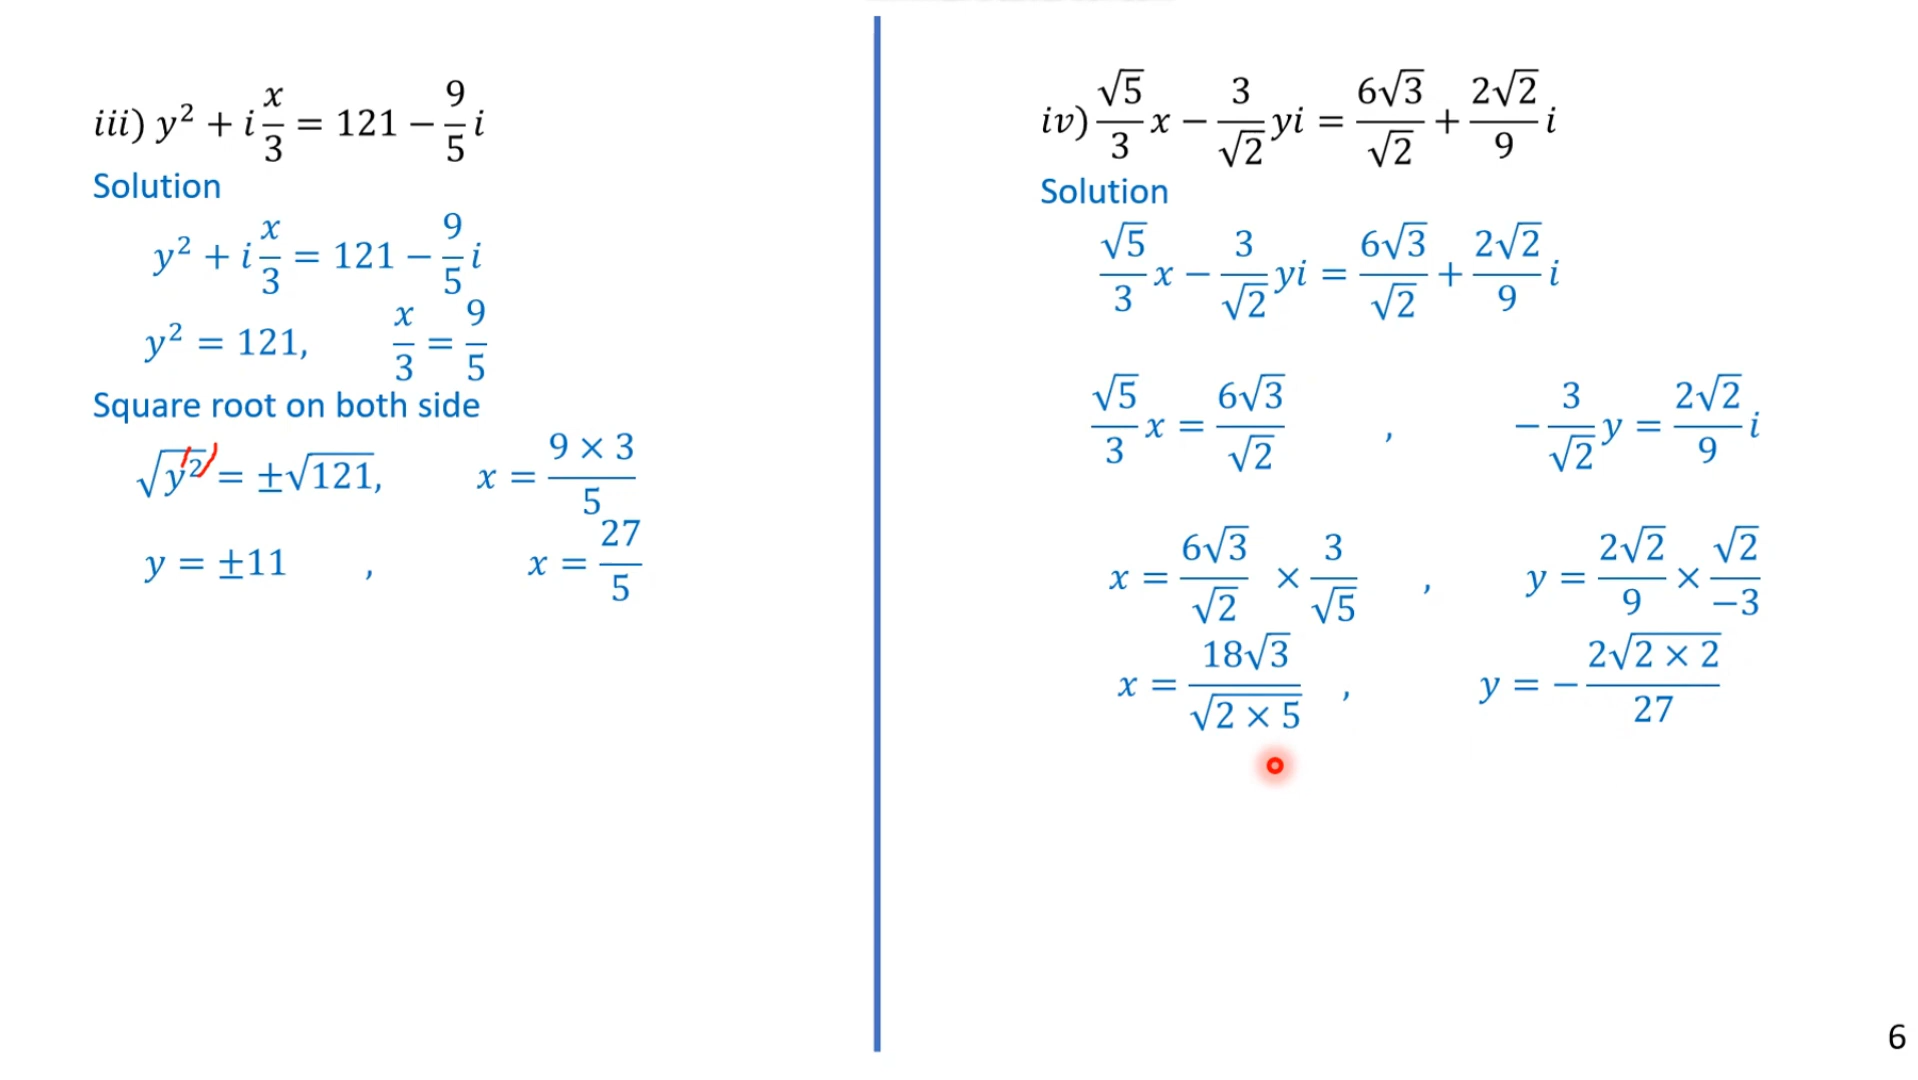 iii) y² + i x/3 = 121 − 9/5 i
Solution
y² + i x/3 = 121 − 9/5 i
y² = 121, x/3 = 9/5
Square root on both side
√y² = ±√121, x = 9 × 3/5
y = ±11 , x = 27/5
iv) √5/3 x − 3/√2 yi = 6√3/√2 + 2√2/9 i
Solution
√5/3 x − 3/√2 yi = 6√3/√2 + 2√2/9 i
√5/3 x = 6√3/√2 , − 3/√2 y = 2√2/9 i
x = 6√3/√2 × 3/√5 , y = 2√2/9 × √2/−3
x = 18√3/√(2 × 5) , y = − 2√(2 × 2)/27
6